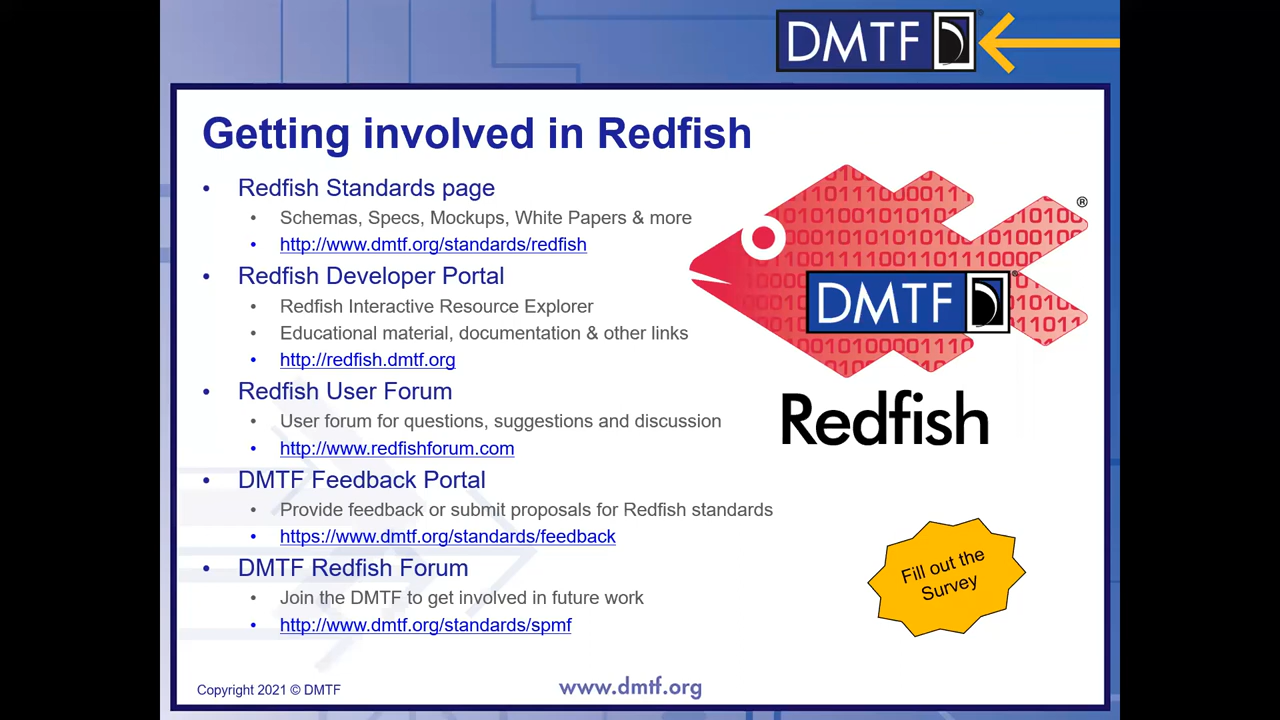 DMTF
Getting involved in Redfish
• Redfish Standards page
• Schemas, Specs, Mockups, White Papers & more
• http://www.dmtf.org/standards/redfish
• Redfish Developer Portal
• Redfish Interactive Resource Explorer
• Educational material, documentation & other links
• http://redfish.dmtf.org
• Redfish User Forum
• User forum for questions, suggestions and discussion
• http://www.redfishforum.com
• DMTF Feedback Portal
• Provide feedback or submit proposals for Redfish standards
• https://www.dmtf.org/standards/feedback
• DMTF Redfish Forum
• Join the DMTF to get involved in future work
• http://www.dmtf.org/standards/spmf
®
DMTF
Redfish
Fill out the
Survey
Copyright 2021 © DMTF
www.dmtf.org